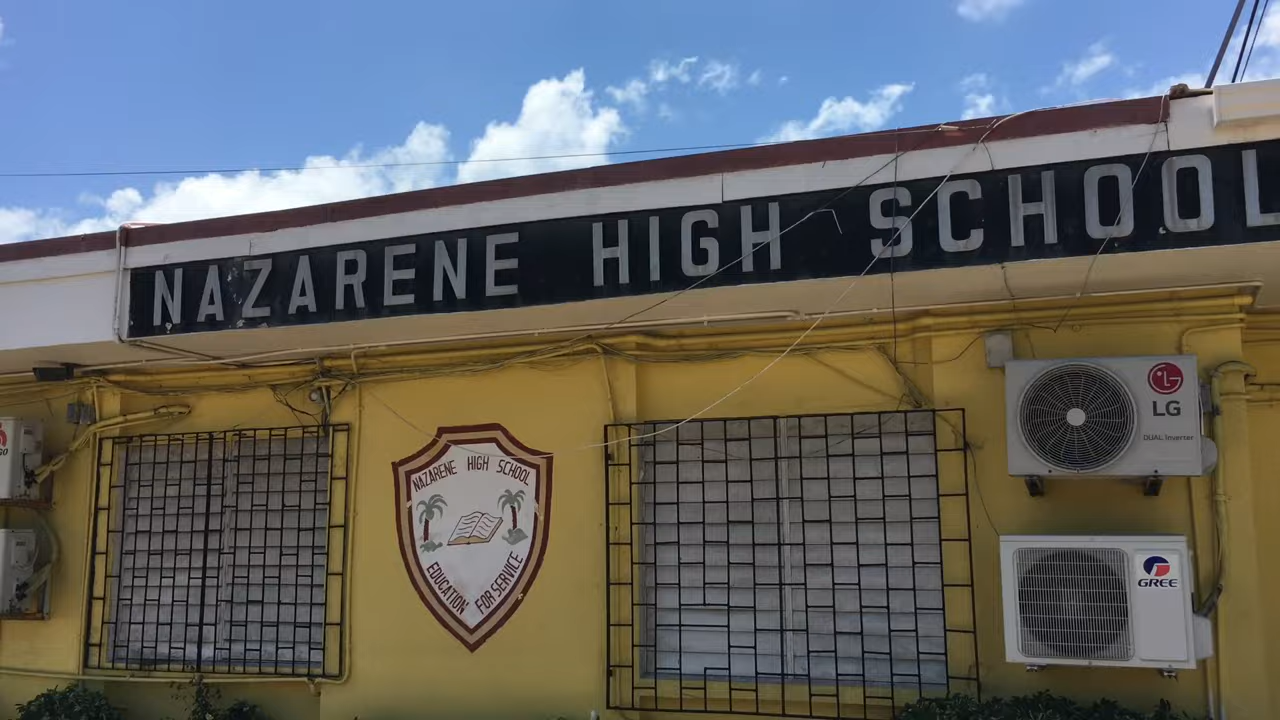 NAZARENE HIGH SCHOOL
NAZARENE HIGH SCHOOL
EDUCATION FOR SERVICE
LG
DUAL Inverter
GREE